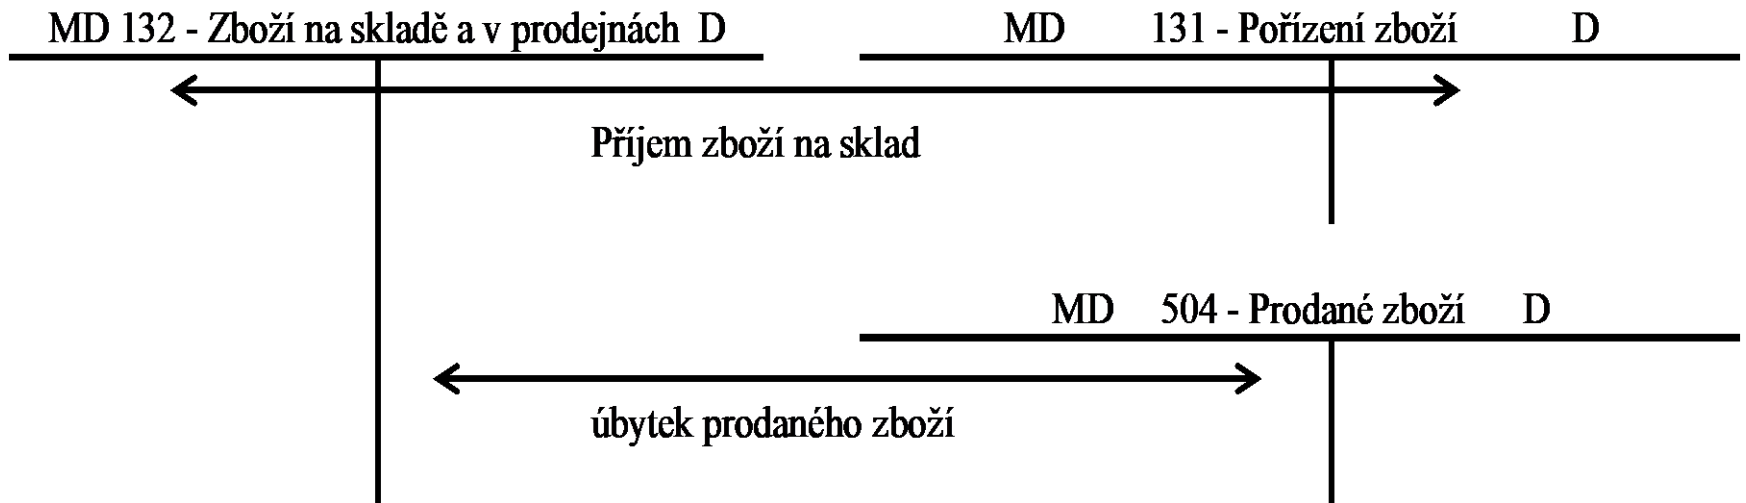 MD 132 - Zboží na skladě a v prodejnách D
MD 131 - Pořízení zboží D
Příjem zboží na sklad
MD 504 - Prodané zboží D
úbytek prodaného zboží